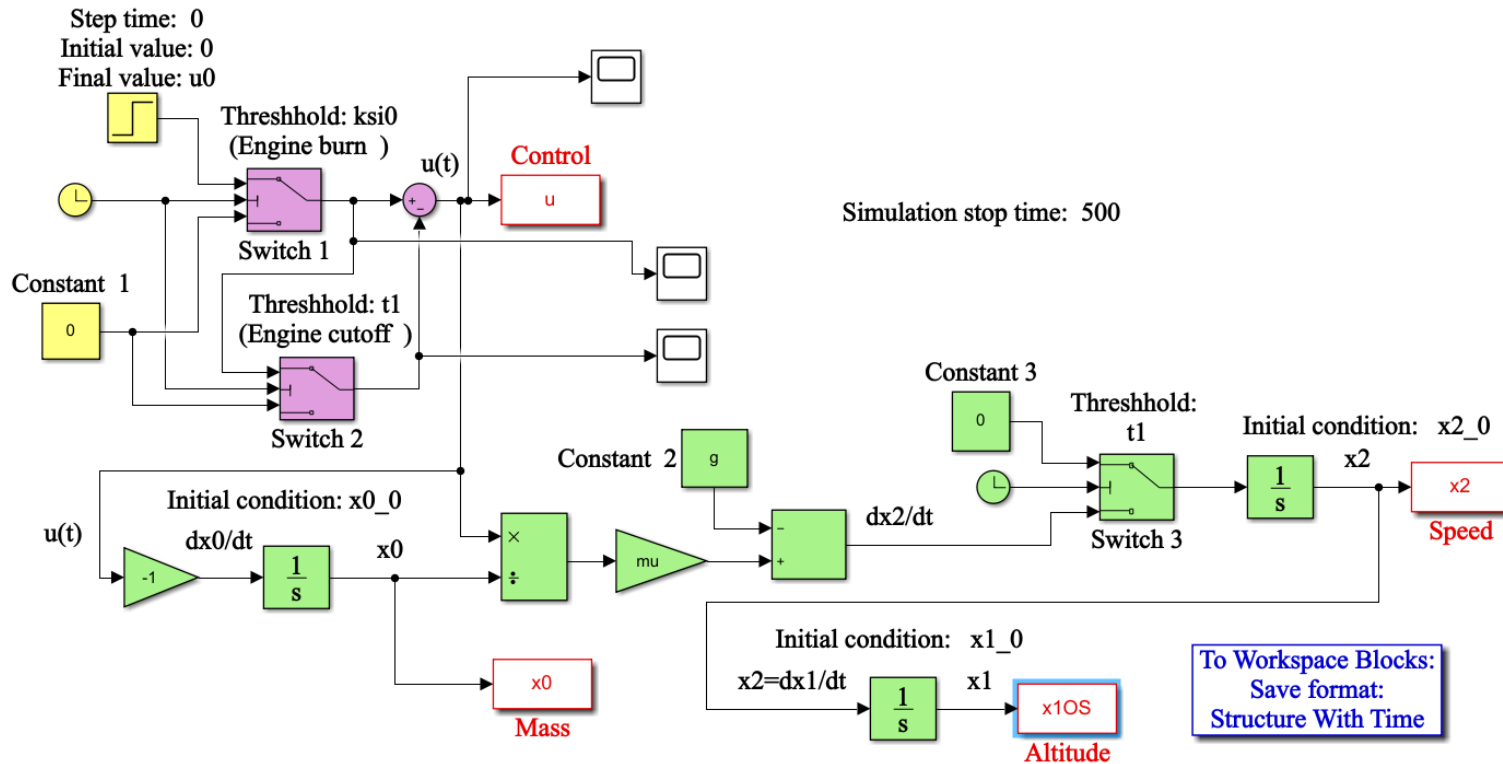 Step time:  0
Initial value: 0
Final value: u0
Threshhold: ksi0
(Engine burn  )
u(t)
Control
u
+
−
Switch 1
Simulation stop time:  500
Constant  1
0
Threshhold: t1
(Engine cutoff  )
Switch 2
Constant 3
0
Threshhold:
t1
Initial condition:   x2_0
x2
1
s
x2
Speed
Switch 3
Constant  2
g
dx2/dt
−
+
Initial condition: x0_0
u(t)
-1
dx0/dt
1
s
x0
×
÷
mu
x0
Mass
Initial condition:   x1_0
x2=dx1/dt
1
s
x1
x1OS
Altitude
To Workspace Blocks:
Save format:
Structure With Time